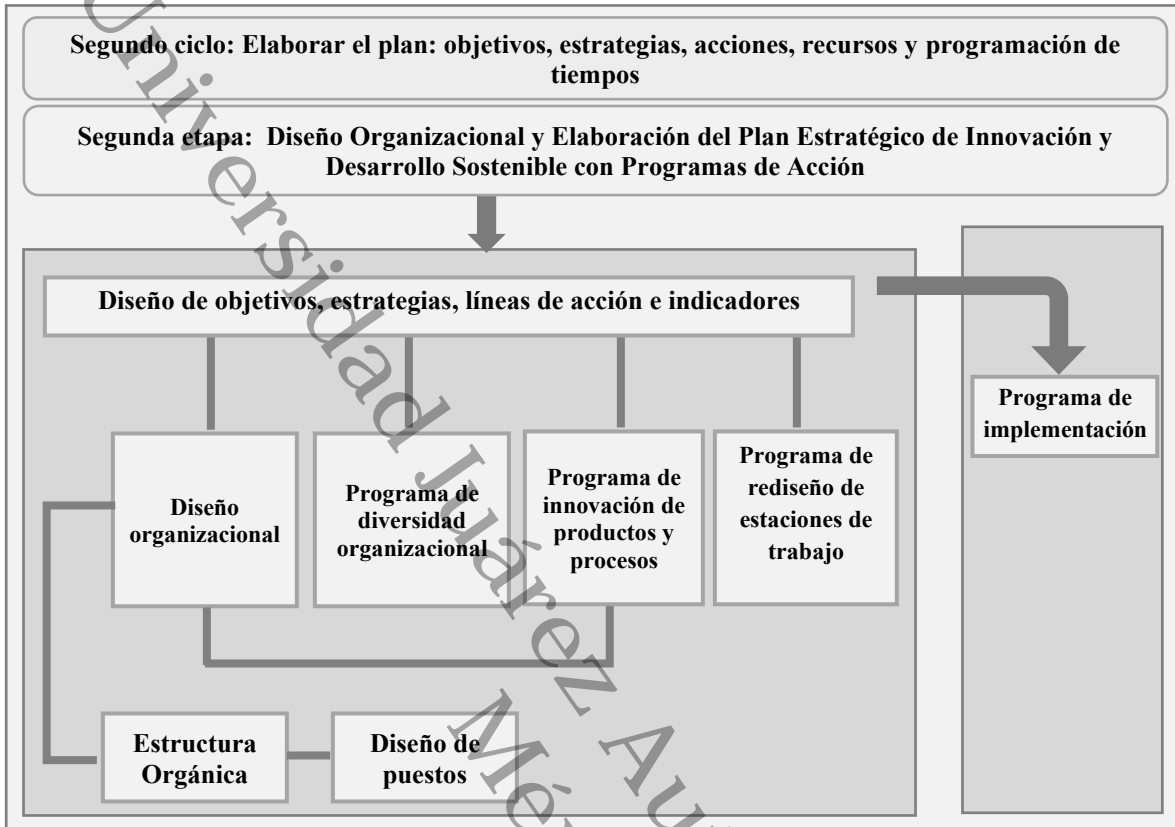 Segundo ciclo: Elaborar el plan: objetivos, estrategias, acciones, recursos y programación de
tiempos
Segunda etapa: Diseño Organizacional y Elaboración del Plan Estratégico de Innovación y
Desarrollo Sostenible con Programas de Acción
Diseño de objetivos, estrategias, líneas de acción e indicadores
Programa de
implementación
Diseño
organizacional
Programa de
diversidad
organizacional
Programa de
innovación de
productos y
procesos
Programa de
rediseño de
estaciones de
trabajo
Estructura
Orgánica
Diseño de
puestos
Universidad Juárez